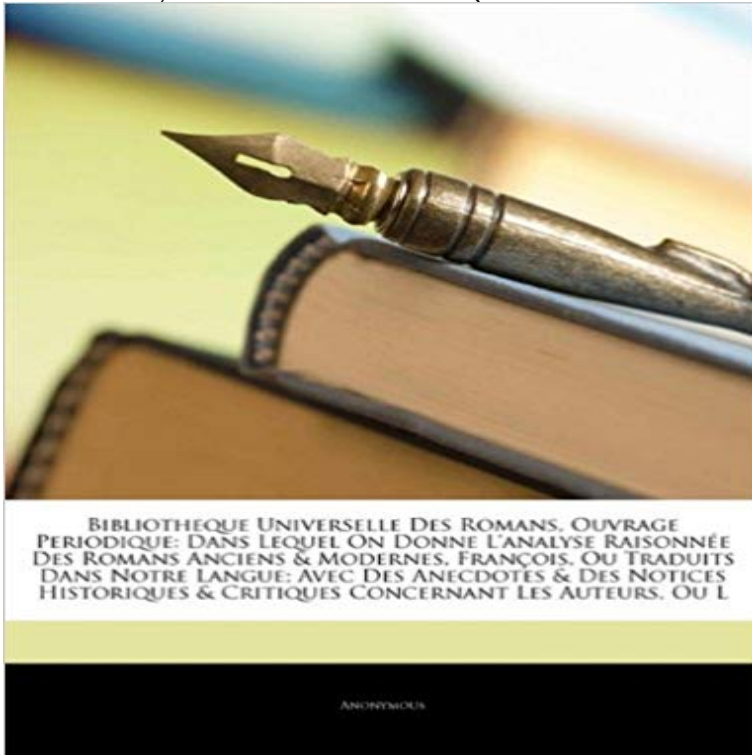 Bibliotheque Universelle Des Romans, Ouvrage
Periodique: Dans Lequel On Donne L'analyse Raisonnée
Des Romans Anciens & Modernes, François, Ou Traduits
Dans Notre Langue; Avec Des Anecdotes & Des Notices
Historiques & Critiques Concernant Les Auteurs, Ou L
Anonymous